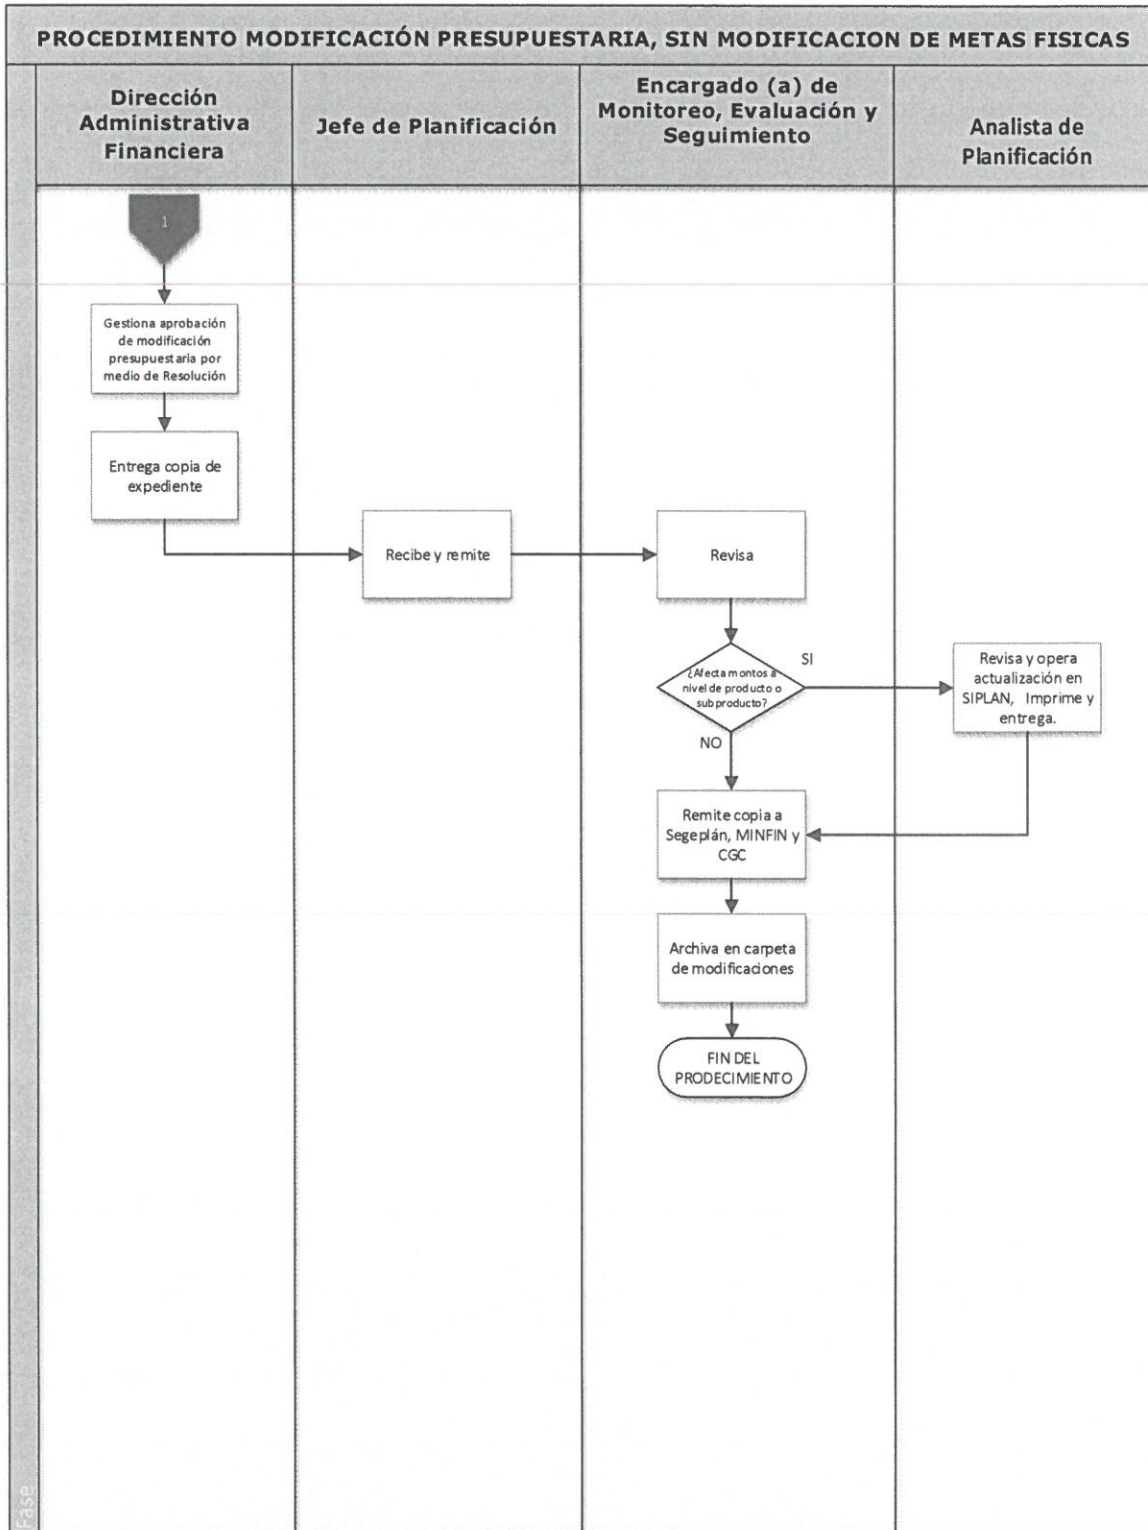 PROCEDIMIENTO MODIFICACIÓN PRESUPUESTARIA, SIN MODIFICACION DE METAS FISICAS
Dirección
Administrativa
Financiera
Jefe de Planificación
Encargado (a) de
Monitoreo, Evaluación y
Seguimiento
Analista de
Planificación
1
Gestiona aprobación
de modificación
presupuestaria por
medio de Resolución
Entrega copia de
expediente
Recibe y remite
Revisa
¿Afecta montos a
nivel de producto o
subproducto?
SI
NO
Revisa y opera
actualización en
SIPLAN, Imprime y
entrega.
Remite copia a
Segeplán, MINFIN y
CGC
Archiva en carpeta
de modificaciones
FIN DEL
PRODECIMIENTO
Fase